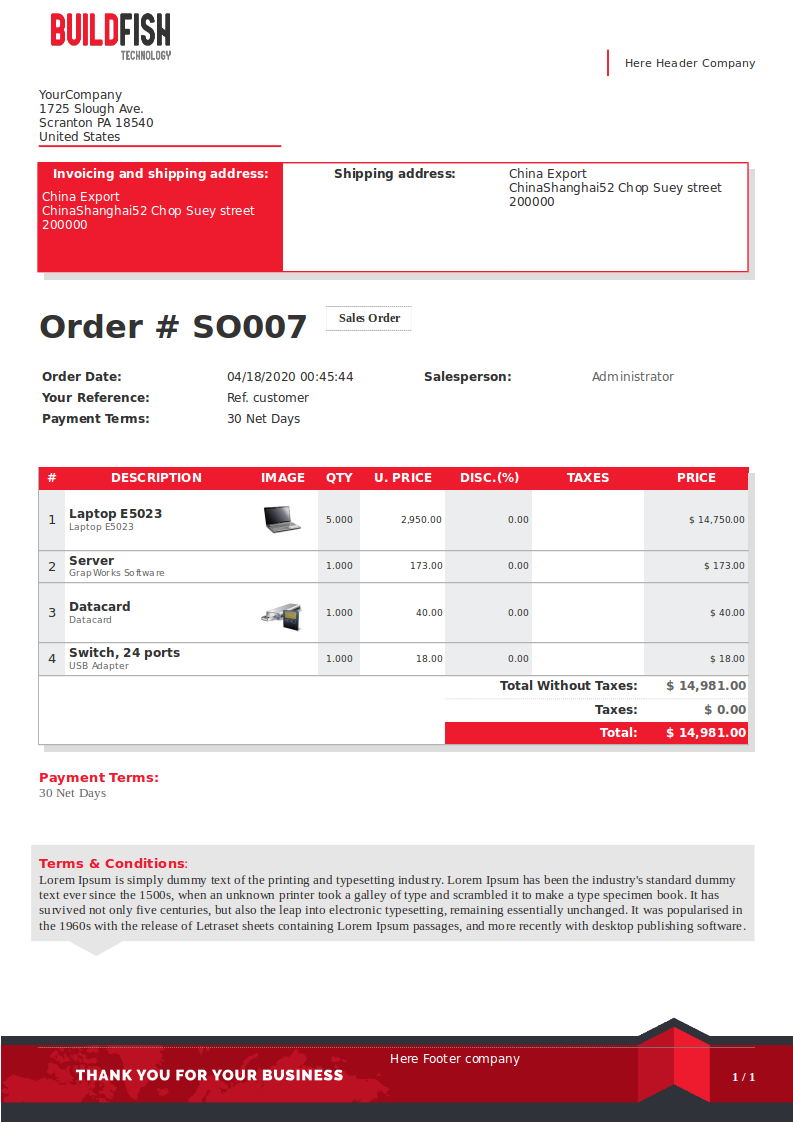 BUILDFISH
TECHNOLOGY
Here Header Company
YourCompany
1725 Slough Ave.
Scranton PA 18540
United States
Invoicing and shipping address:
China Export
ChinaShanghai52 Chop Suey street
200000
Shipping address:
China Export
ChinaShanghai52 Chop Suey street
200000
Order # SO007
Sales Order
Order Date: 04/18/2020 00:45:44 Salesperson: Administrator
Your Reference: Ref. customer
Payment Terms: 30 Net Days
# DESCRIPTION IMAGE QTY U. PRICE DISC.(%) TAXES PRICE
1 Laptop E5023 5.000 2,950.00 0.00 $ 14,750.00
Laptop E5023
2 Server 1.000 173.00 0.00 $ 173.00
GrapWorks Software
3 Datacard 1.000 40.00 0.00 $ 40.00
Datacard
4 Switch, 24 ports 1.000 18.00 0.00 $ 18.00
USB Adapter
Total Without Taxes: $ 14,981.00
Taxes: $ 0.00
Total: $ 14,981.00
Payment Terms:
30 Net Days
Terms & Conditions:
Lorem Ipsum is simply dummy text of the printing and typesetting industry. Lorem Ipsum has been the industry's standard dummy
text ever since the 1500s, when an unknown printer took a galley of type and scrambled it to make a type specimen book. It has
survived not only five centuries, but also the leap into electronic typesetting, remaining essentially unchanged. It was popularised in
the 1960s with the release of Letraset sheets containing Lorem Ipsum passages, and more recently with desktop publishing software.
Here Footer company
THANK YOU FOR YOUR BUSINESS
1 / 1